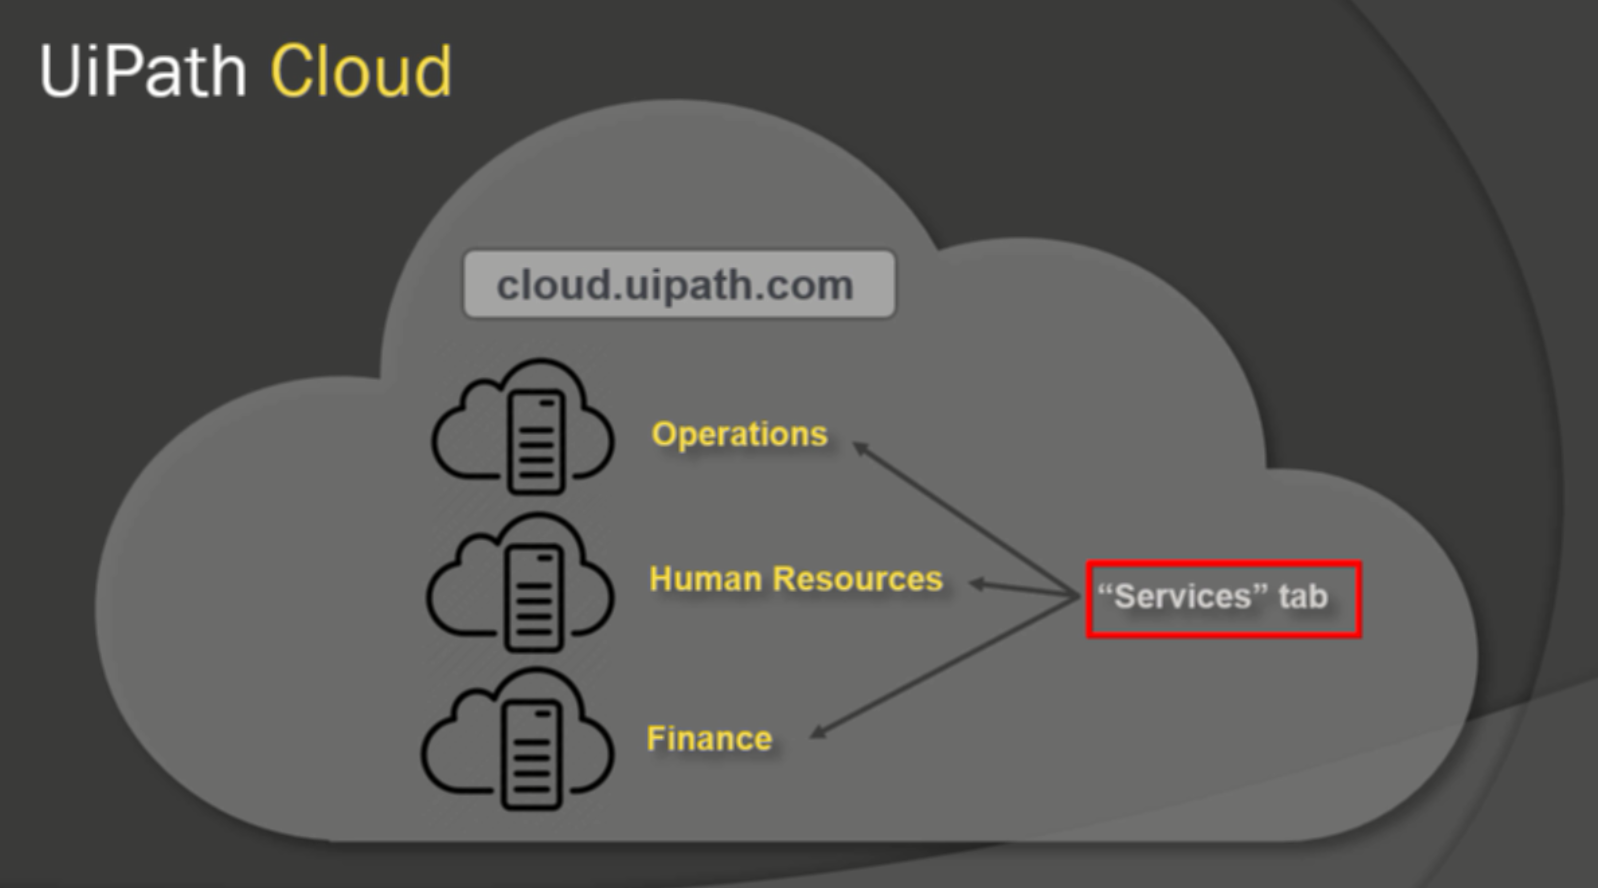 UiPath Cloud
cloud.uipath.com
Operations
Human Resources
“Services” tab
Finance